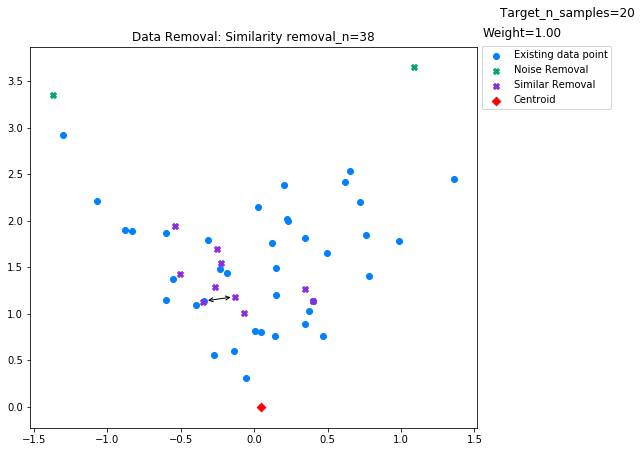 Target_n_samples=20
Weight=1.00
Data Removal: Similarity removal_n=38
Existing data point
Noise Removal
Similar Removal
Centroid
3.5
3.0
2.5
2.0
1.5
1.0
0.5
0.0
−1.5 −1.0 −0.5 0.0 0.5 1.0 1.5